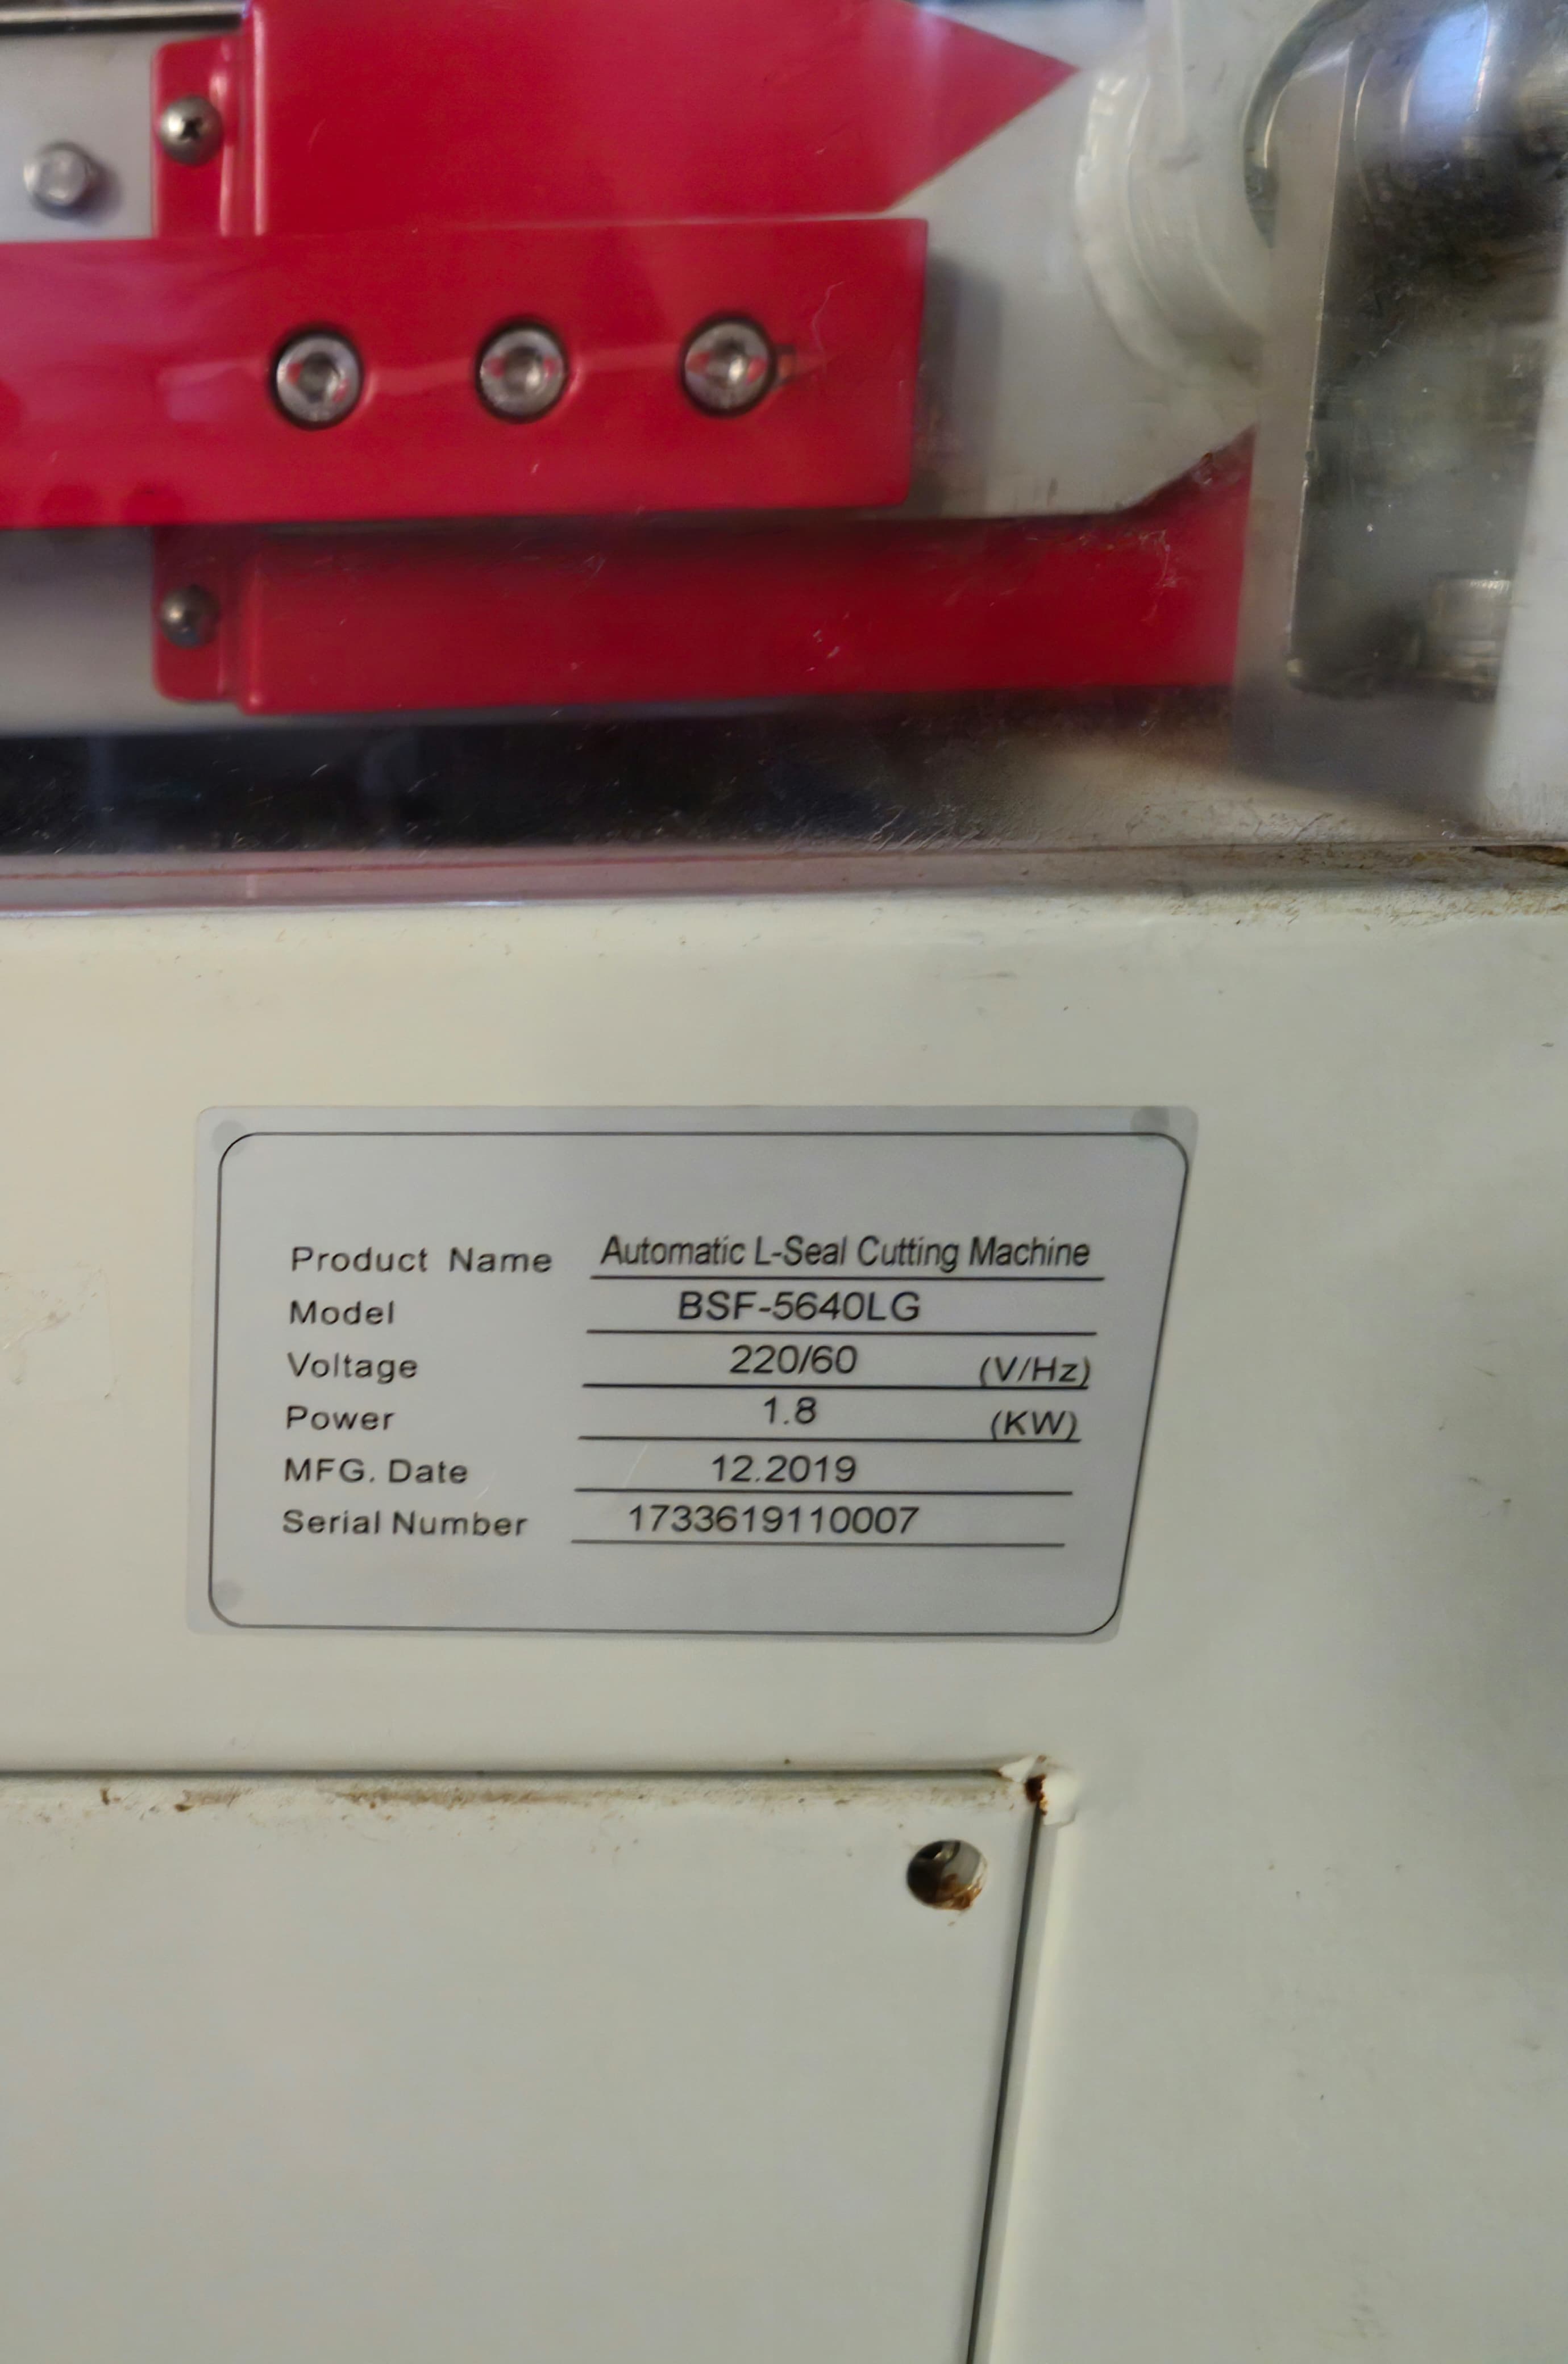 Product Name Automatic L-Seal Cutting Machine
Model BSF-5640LG
Voltage 220/60 (V/Hz)
Power 1.8 (KW)
MFG. Date 12.2019
Serial Number 1733619110007